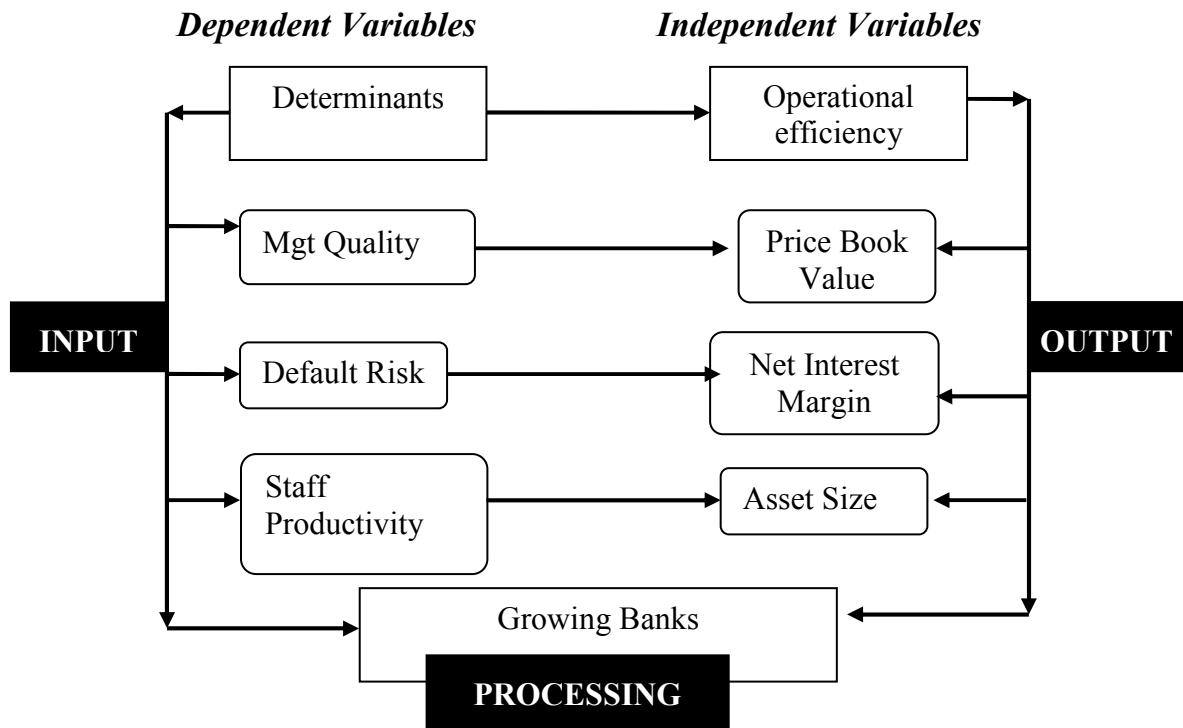 Dependent Variables
Independent Variables
Determinants
Operational
efficiency
Mgt Quality
Price Book
Value
INPUT
OUTPUT
Default Risk
Net Interest
Margin
Staff
Productivity
Asset Size
Growing Banks
PROCESSING